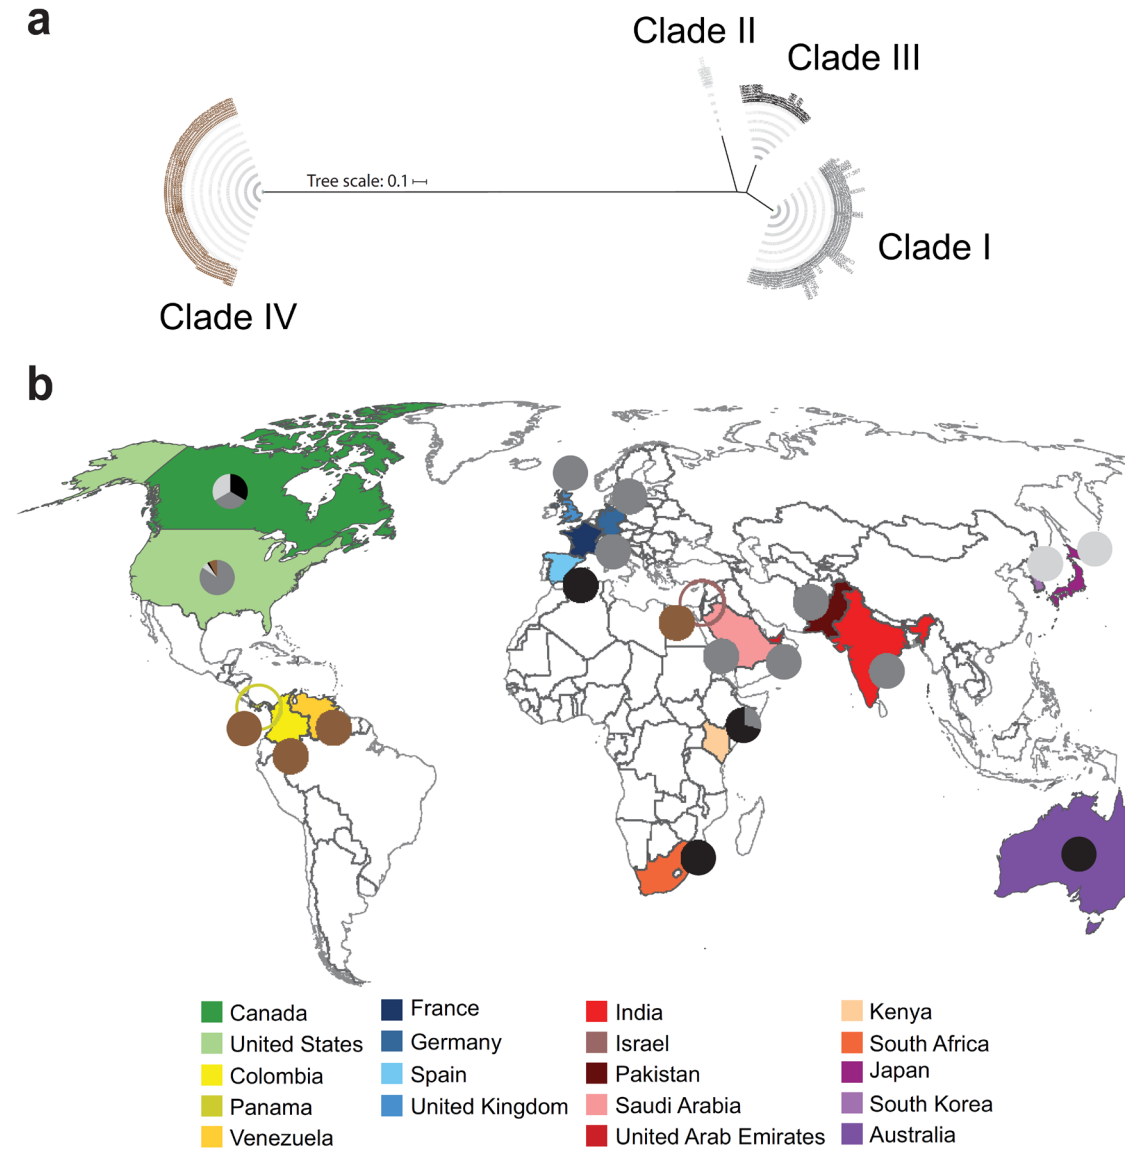 a
Clade II
Clade III
Tree scale: 0.1
Clade I
Clade IV
b
Canada
United States
Colombia
Panama
Venezuela
France
Germany
Spain
United Kingdom
India
Israel
Pakistan
Saudi Arabia
United Arab Emirates
Kenya
South Africa
Japan
South Korea
Australia